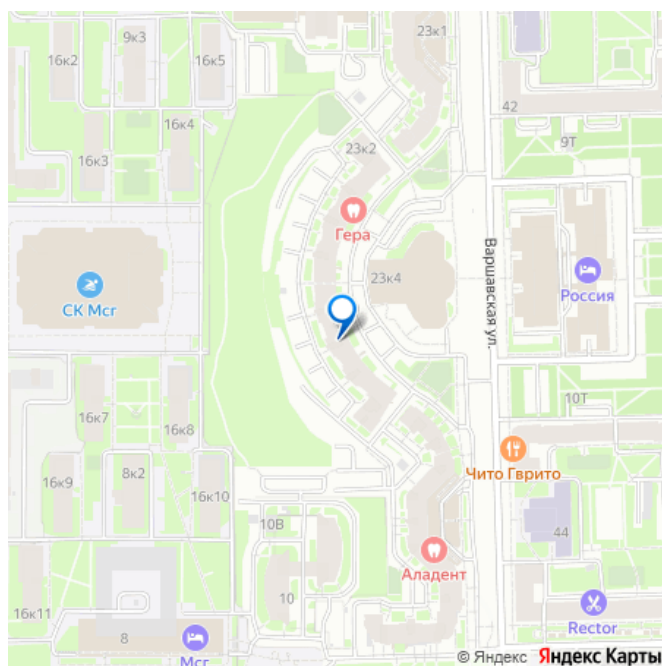 23к1
9к3
16к2
16к5
42
16к4
9Т
23к2
16к3
Гера
Варшавская ул.
23к4
СК Мсг
Россия
10Т
16к7
16к8
Чито Гврито
8к2
16к9
16к10
10В
44
Аладент
10
16к11
Rector
8
Мсг
© Яндекс Яндекс Карты